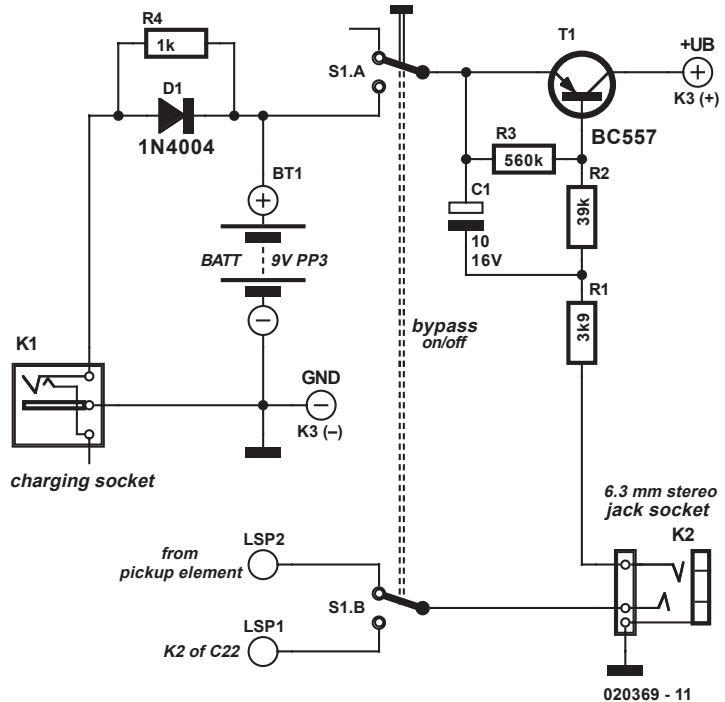 R4
1k
D1
1N4004
S1.A
T1
+UB
K3 (+)
BC557
R3
560k
R2
39k
C1
10
16V
R1
3k9
BT1
+
BATT
9V PP3
–
bypass
on/off
K1
GND
–
K3 (–)
charging socket
6.3 mm stereo
jack socket
K2
LSP2
from
pickup element
S1.B
LSP1
K2 of C22
020369 - 11